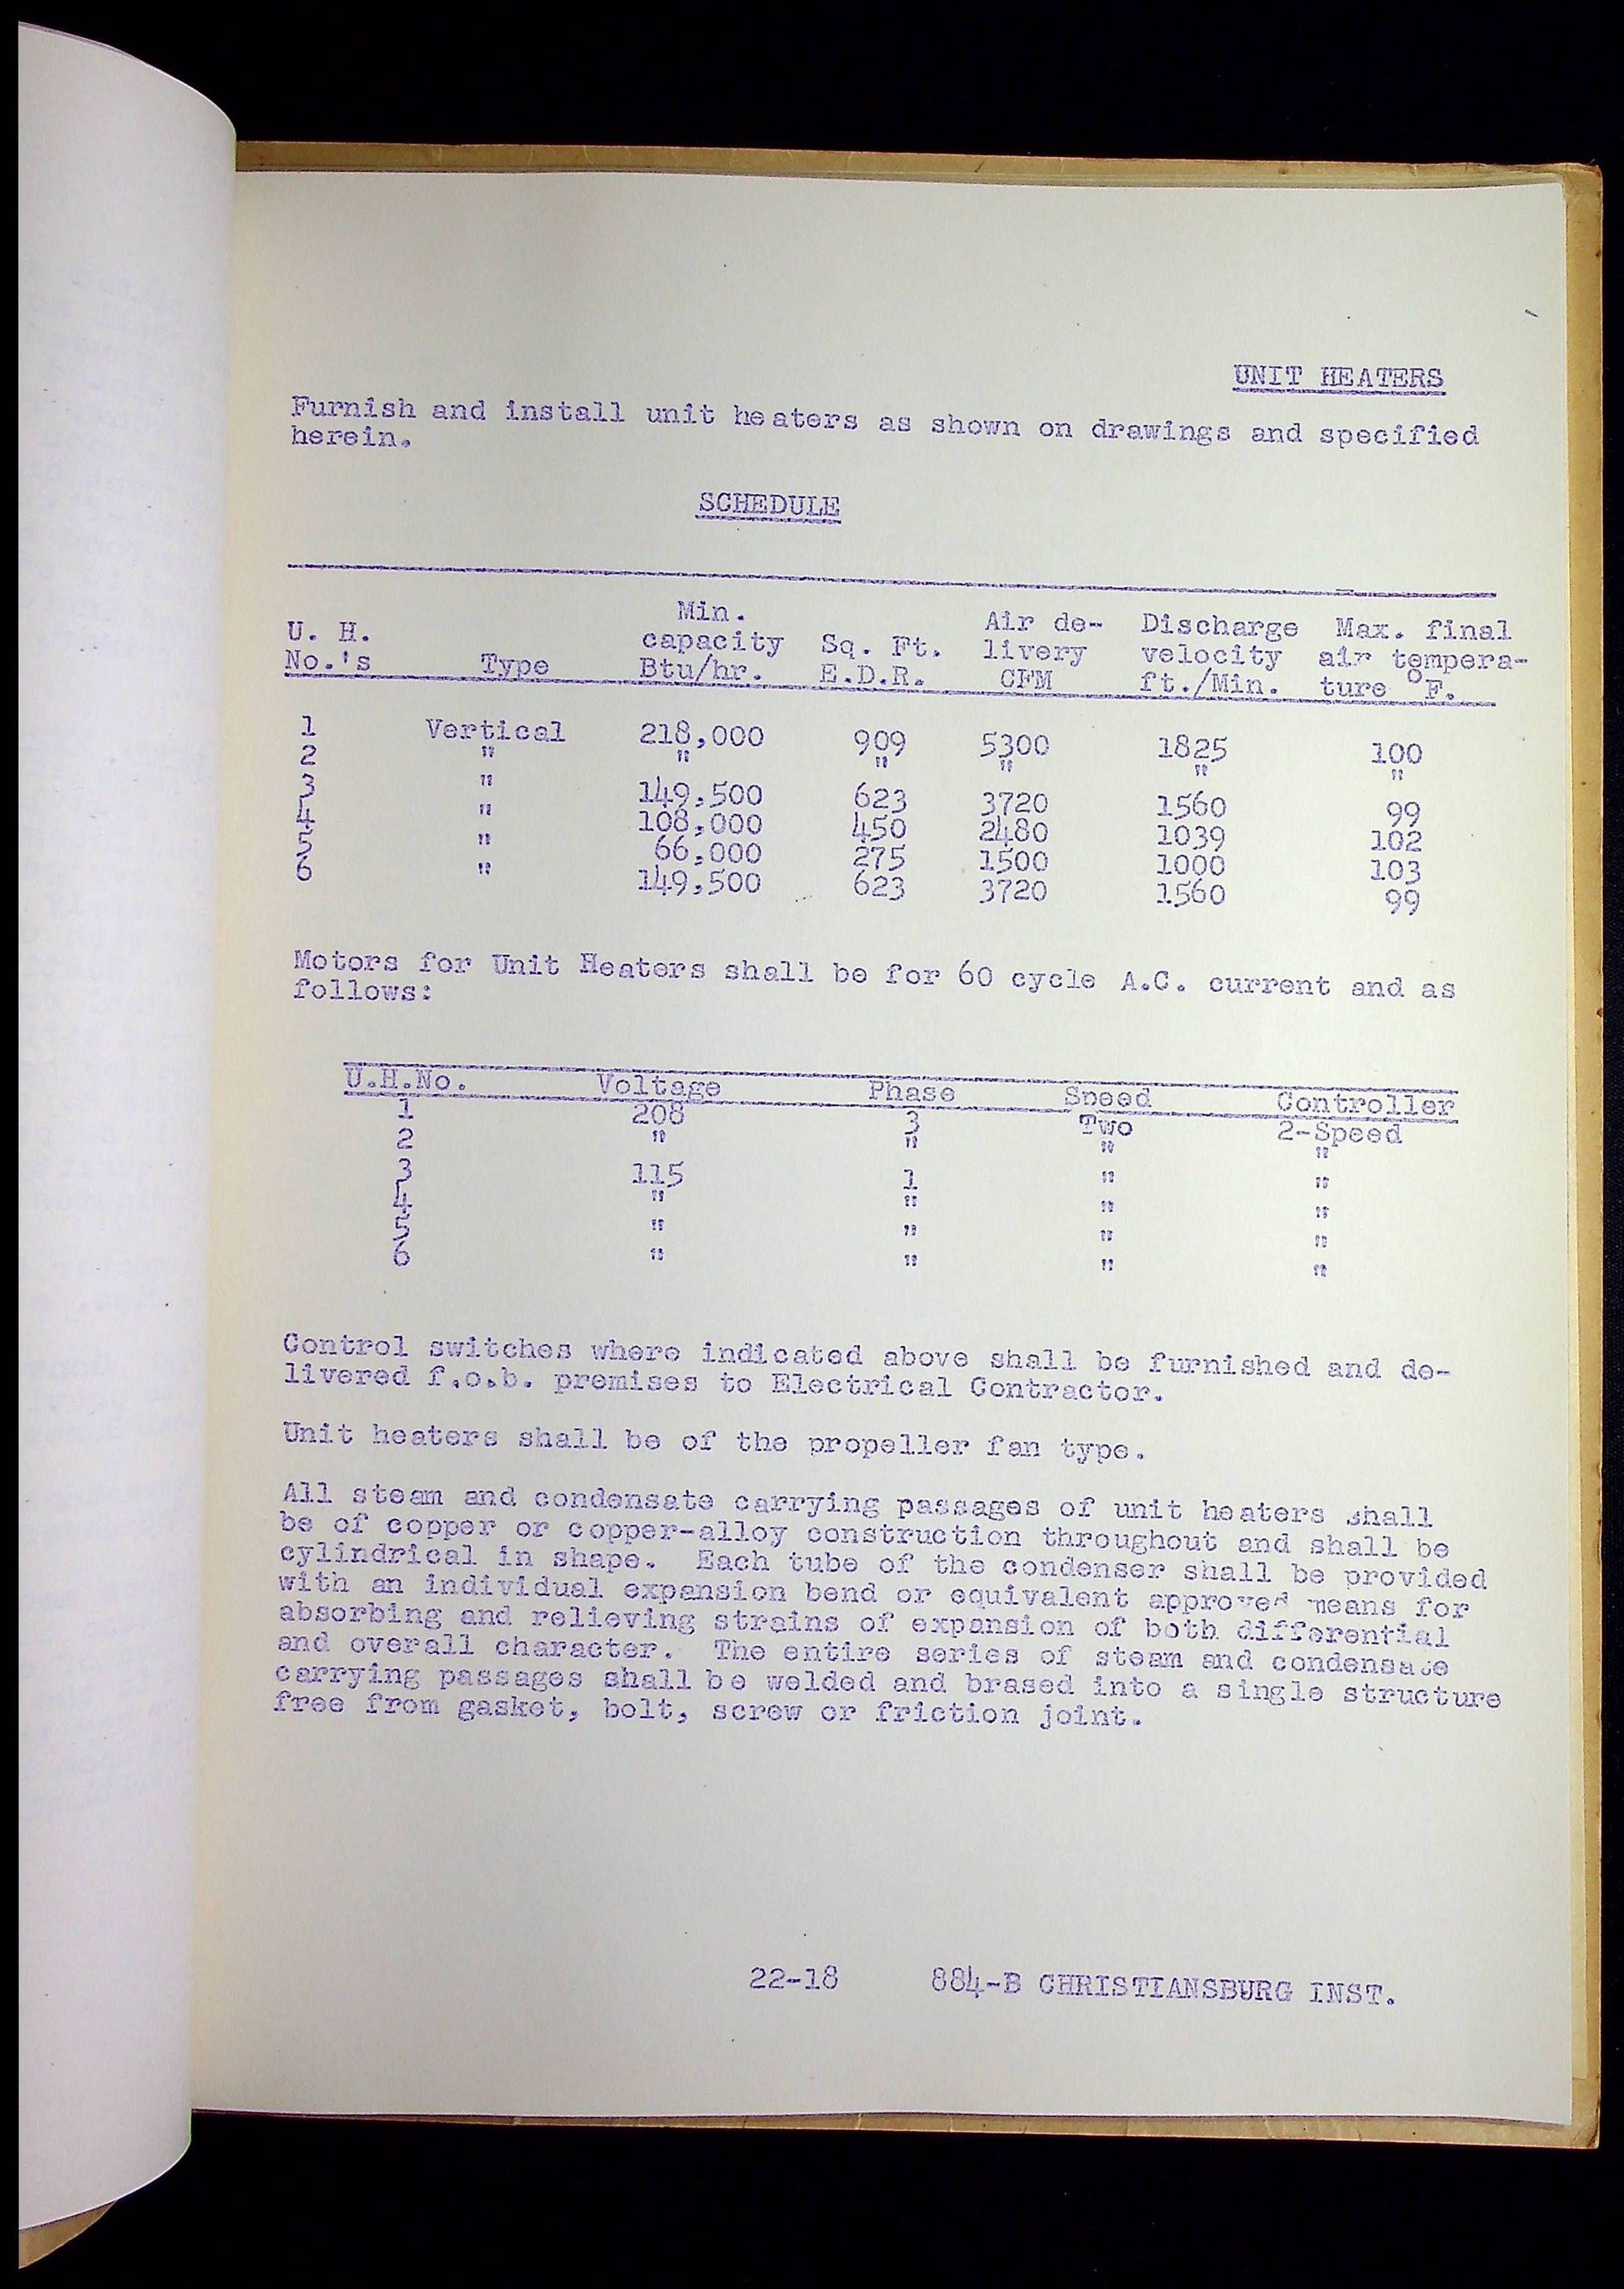 UNIT HEATERS
Furnish and install unit heaters as shown on drawings and specified
herein.
SCHEDULE
U. H. No.'s Type Min. capacity Btu/hr. Sq. Ft. E.D.R. Air de- livery CFM Discharge velocity ft./Min. Max. final air tempera- ture °F.
1 Vertical 218,000 909 5300 1825 100
2 " " " " " "
3 " 149,500 623 3720 1560 99
4 " 108,000 450 2480 1039 102
5 " 66,000 275 1500 1000 103
6 " 149,500 623 3720 1560 99
Motors for Unit Heaters shall be for 60 cycle A.C. current and as
follows:
U.H.No. Voltage Phase Speed Controller
1 208 3 Two 2-Speed
2 " " " "
3 115 1 " "
4 " " " "
5 " " " "
6 " " " "
Control switches where indicated above shall be furnished and de-
livered f.o.b. premises to Electrical Contractor.
Unit heaters shall be of the propeller fan type.
All steam and condensate carrying passages of unit heaters shall
be of copper or copper-alloy construction throughout and shall be
cylindrical in shape. Each tube of the condenser shall be provided
with an individual expansion bend or equivalent approved means for
absorbing and relieving strains of expansion of both differential
and overall character. The entire series of steam and condensate
carrying passages shall be welded and brased into a single structure
free from gasket, bolt, screw or friction joint.
22-18 884-B CHRISTIANSBURG INST.